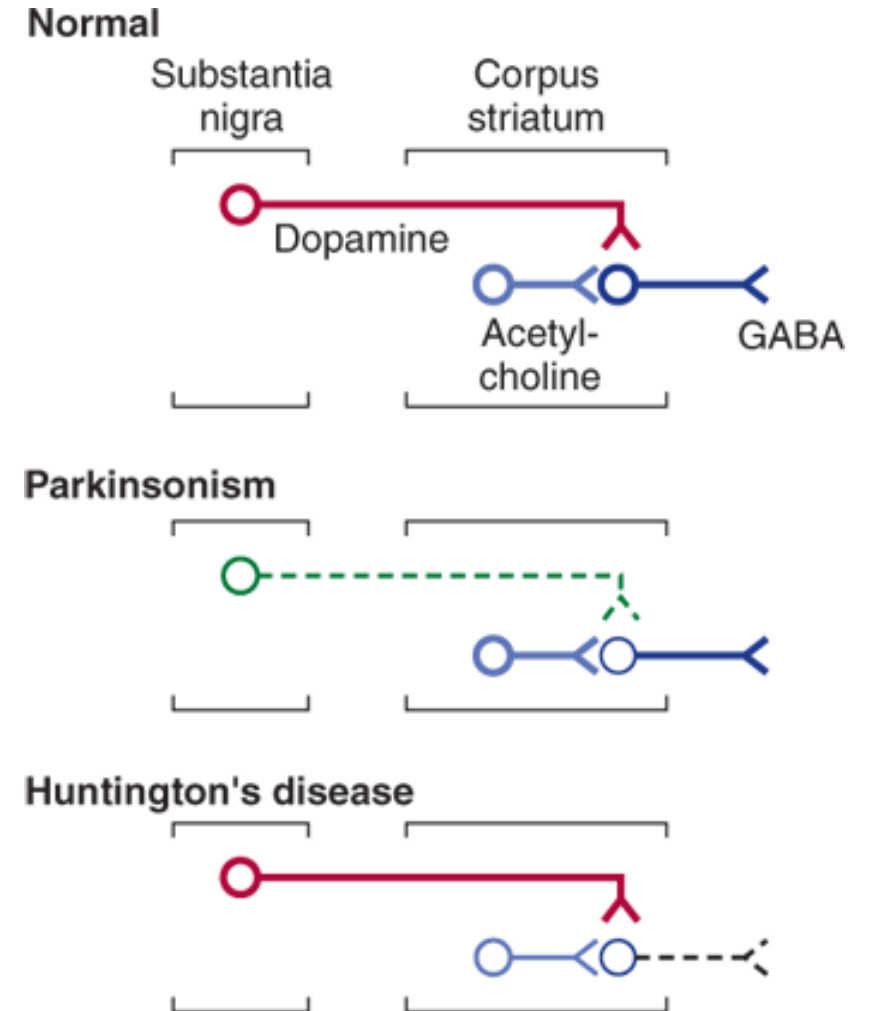 Normal
Substantia
nigra
Corpus
striatum
Dopamine
Acetyl-
choline
GABA
Parkinsonism
Huntington's disease